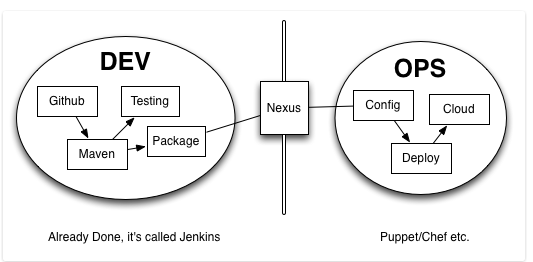 DEV
OPS
Github
Testing
Nexus
Config
Cloud
Maven
Package
Deploy
Already Done, it's called Jenkins
Puppet/Chef etc.